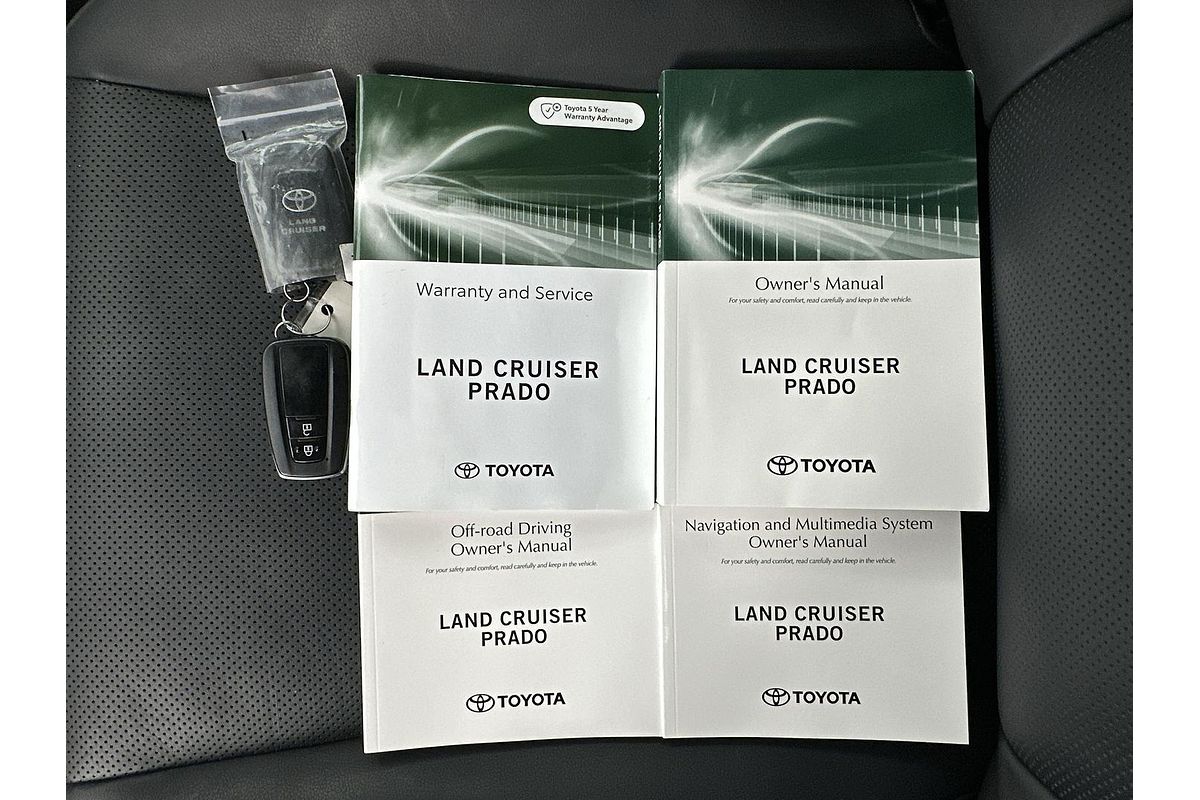 LAND
CRUISER
Toyota 5 Year
Warranty Advantage
Warranty and Service
LAND CRUISER
PRADO
TOYOTA
Owner's Manual
For your safety and comfort, read carefully and keep in the vehicle.
LAND CRUISER
PRADO
TOYOTA
Off-road Driving
Owner's Manual
For your safety and comfort, read carefully and keep in the vehicle.
LAND CRUISER
PRADO
TOYOTA
Navigation and Multimedia System
Owner's Manual
For your safety and comfort, read carefully and keep in the vehicle.
LAND CRUISER
PRADO
TOYOTA